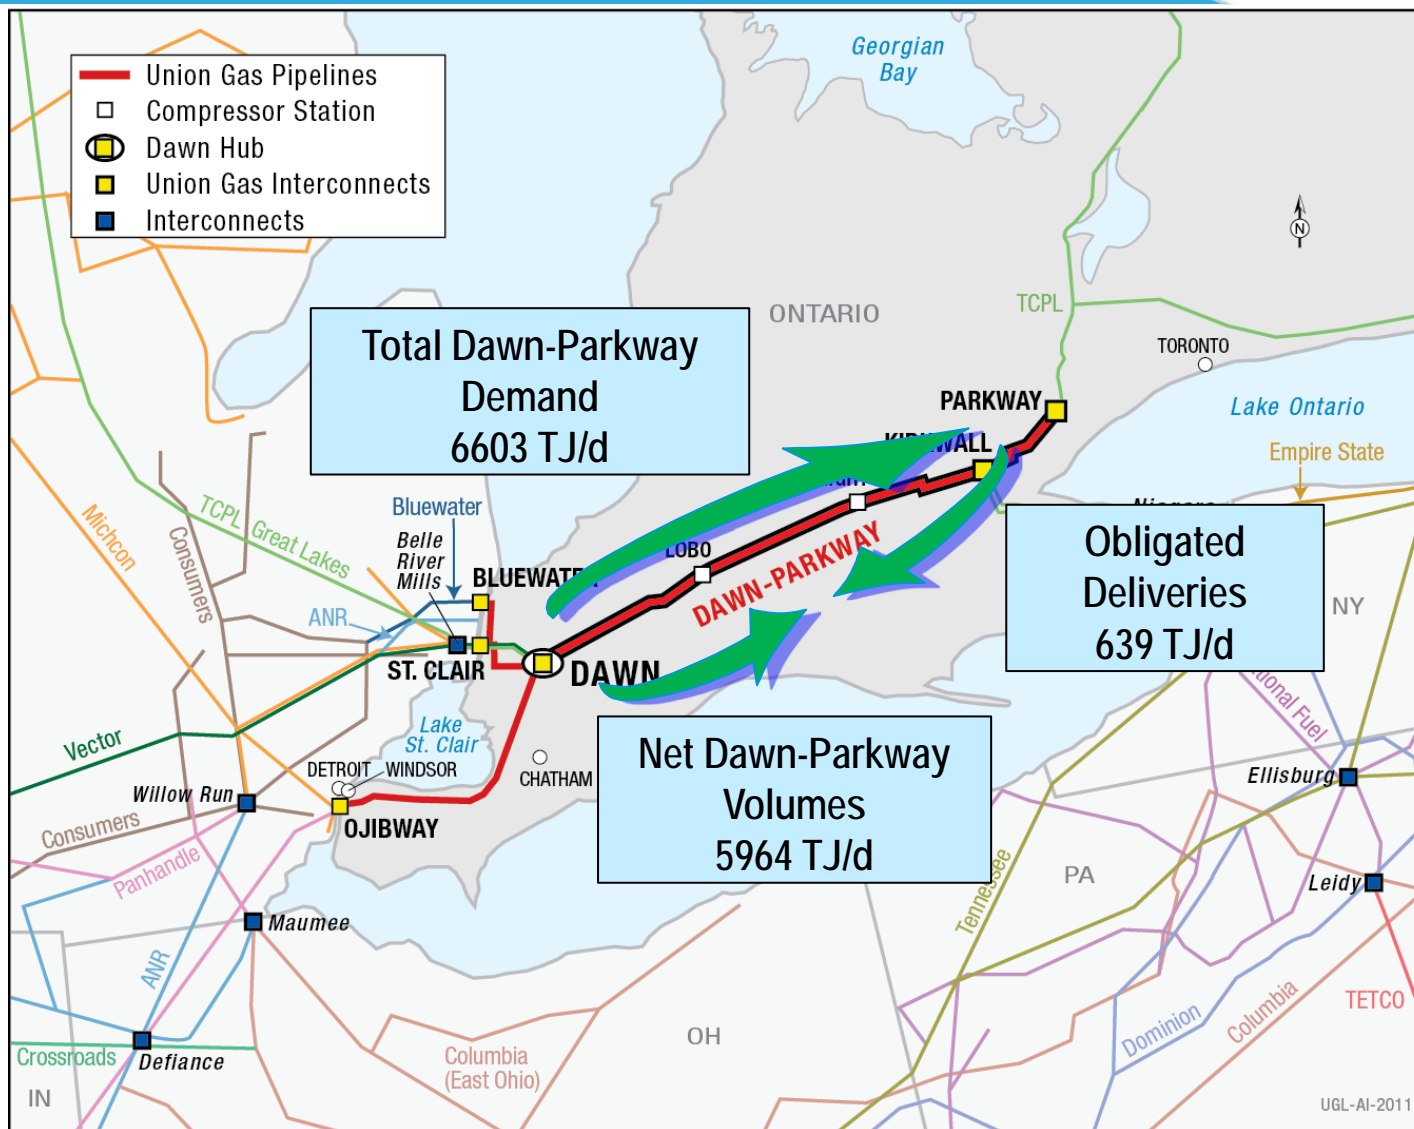 Union Gas Pipelines
Compressor Station
Dawn Hub
Union Gas Interconnects
Interconnects
Georgian
Bay
ONTARIO
TCPL
TORONTO
Lake Ontario
Empire State
Total Dawn-Parkway
Demand
6603 TJ/d
PARKWAY
KIRKWALL
LOBO
DAWN-PARKWAY
Obligated
Deliveries
639 TJ/d
NY
Michcon
Consumers
TCPL Great Lakes
Bluewater
Belle
River
Mills
BLUEWATER
ANR
ST. CLAIR
DAWN
Lake
St. Clair
Vector
DETROIT
WINDSOR
CHATHAM
Willow Run
OJIBWAY
Consumers
Panhandle
Net Dawn-Parkway
Volumes
5964 TJ/d
Ellisburg
Tennessee
PA
Leidy
Maumee
ANR
TETCO
Columbia
Dominion
OH
Columbia
(East Ohio)
Crossroads
Defiance
IN
UGL-AI-2011